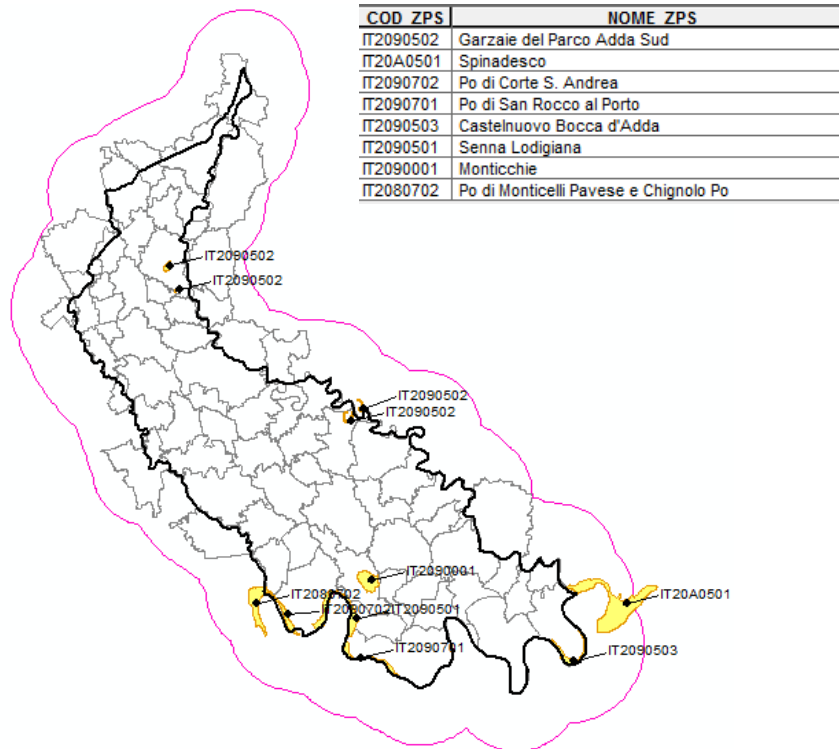 COD_ZPS NOME_ZPS
IT2090502 Garzaie del Parco Adda Sud
IT20A0501 Spinadesco
IT2090702 Po di Corte S. Andrea
IT2090701 Po di San Rocco al Porto
IT2090503 Castelnuovo Bocca d'Adda
IT2090501 Senna Lodigiana
IT2090001 Monticchie
IT2080702 Po di Monticelli Pavese e Chignolo Po
IT2090502
IT2090502
IT2090502
IT2090502
IT2090001
IT2080702
IT20A0501
IT2090702 IT2090501
IT2090701
IT2090503